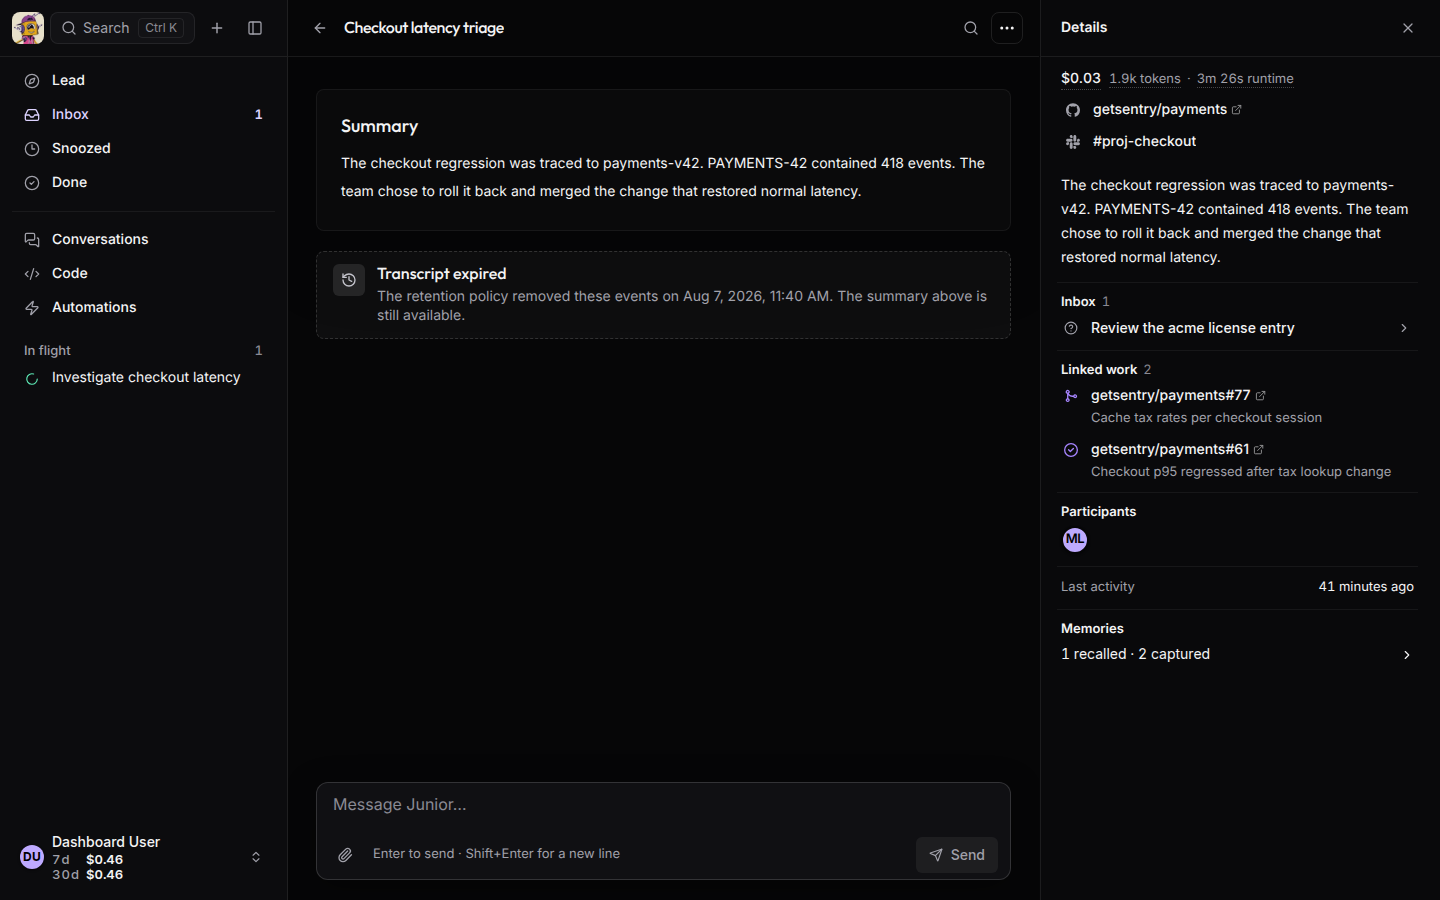 Search Ctrl K
Lead
Inbox 1
Snoozed
Done
Conversations
Code
Automations
In flight 1
Investigate checkout latency
DU
Dashboard User
7d $0.46
30d $0.46
Checkout latency triage
Summary
The checkout regression was traced to payments-v42. PAYMENTS-42 contained 418 events. The
team chose to roll it back and merged the change that restored normal latency.
Transcript expired
The retention policy removed these events on Aug 7, 2026, 11:40 AM. The summary above is
still available.
Message Junior...
Enter to send · Shift+Enter for a new line
Send
Details
$0.03 1.9k tokens · 3m 26s runtime
getsentry/payments
#proj-checkout
The checkout regression was traced to payments-
v42. PAYMENTS-42 contained 418 events. The team
chose to roll it back and merged the change that
restored normal latency.
Inbox 1
Review the acme license entry
Linked work 2
getsentry/payments#77
Cache tax rates per checkout session
getsentry/payments#61
Checkout p95 regressed after tax lookup change
Participants
ML
Last activity 41 minutes ago
Memories
1 recalled · 2 captured